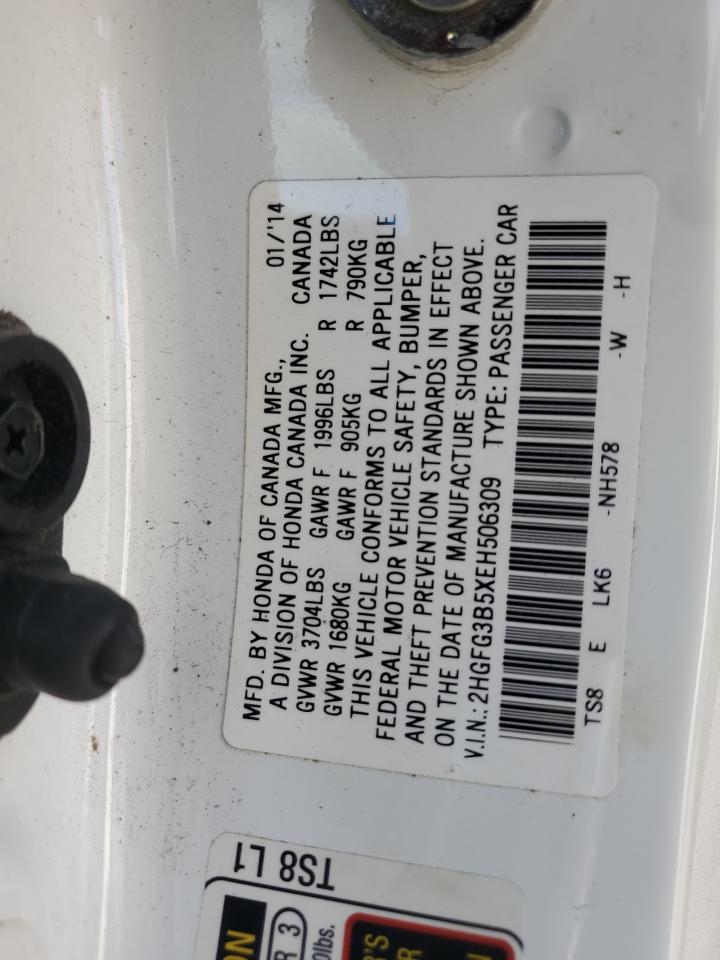 MFD. BY HONDA OF CANADA MFG., 01/'14
A DIVISION OF HONDA CANADA INC. CANADA
GVWR 3704LBS GAWR F 1996LBS R 1742LBS
GVWR 1680KG GAWR F 905KG R 790KG
THIS VEHICLE CONFORMS TO ALL APPLICABLE
FEDERAL MOTOR VEHICLE SAFETY, BUMPER,
AND THEFT PREVENTION STANDARDS IN EFFECT
ON THE DATE OF MANUFACTURE SHOWN ABOVE.
V.I.N.: 2HGFG3B5XEH506309 TYPE: PASSENGER CAR
TS8 E LK6 -NH578 -W -H
TS8 L1
R 3
lbs.